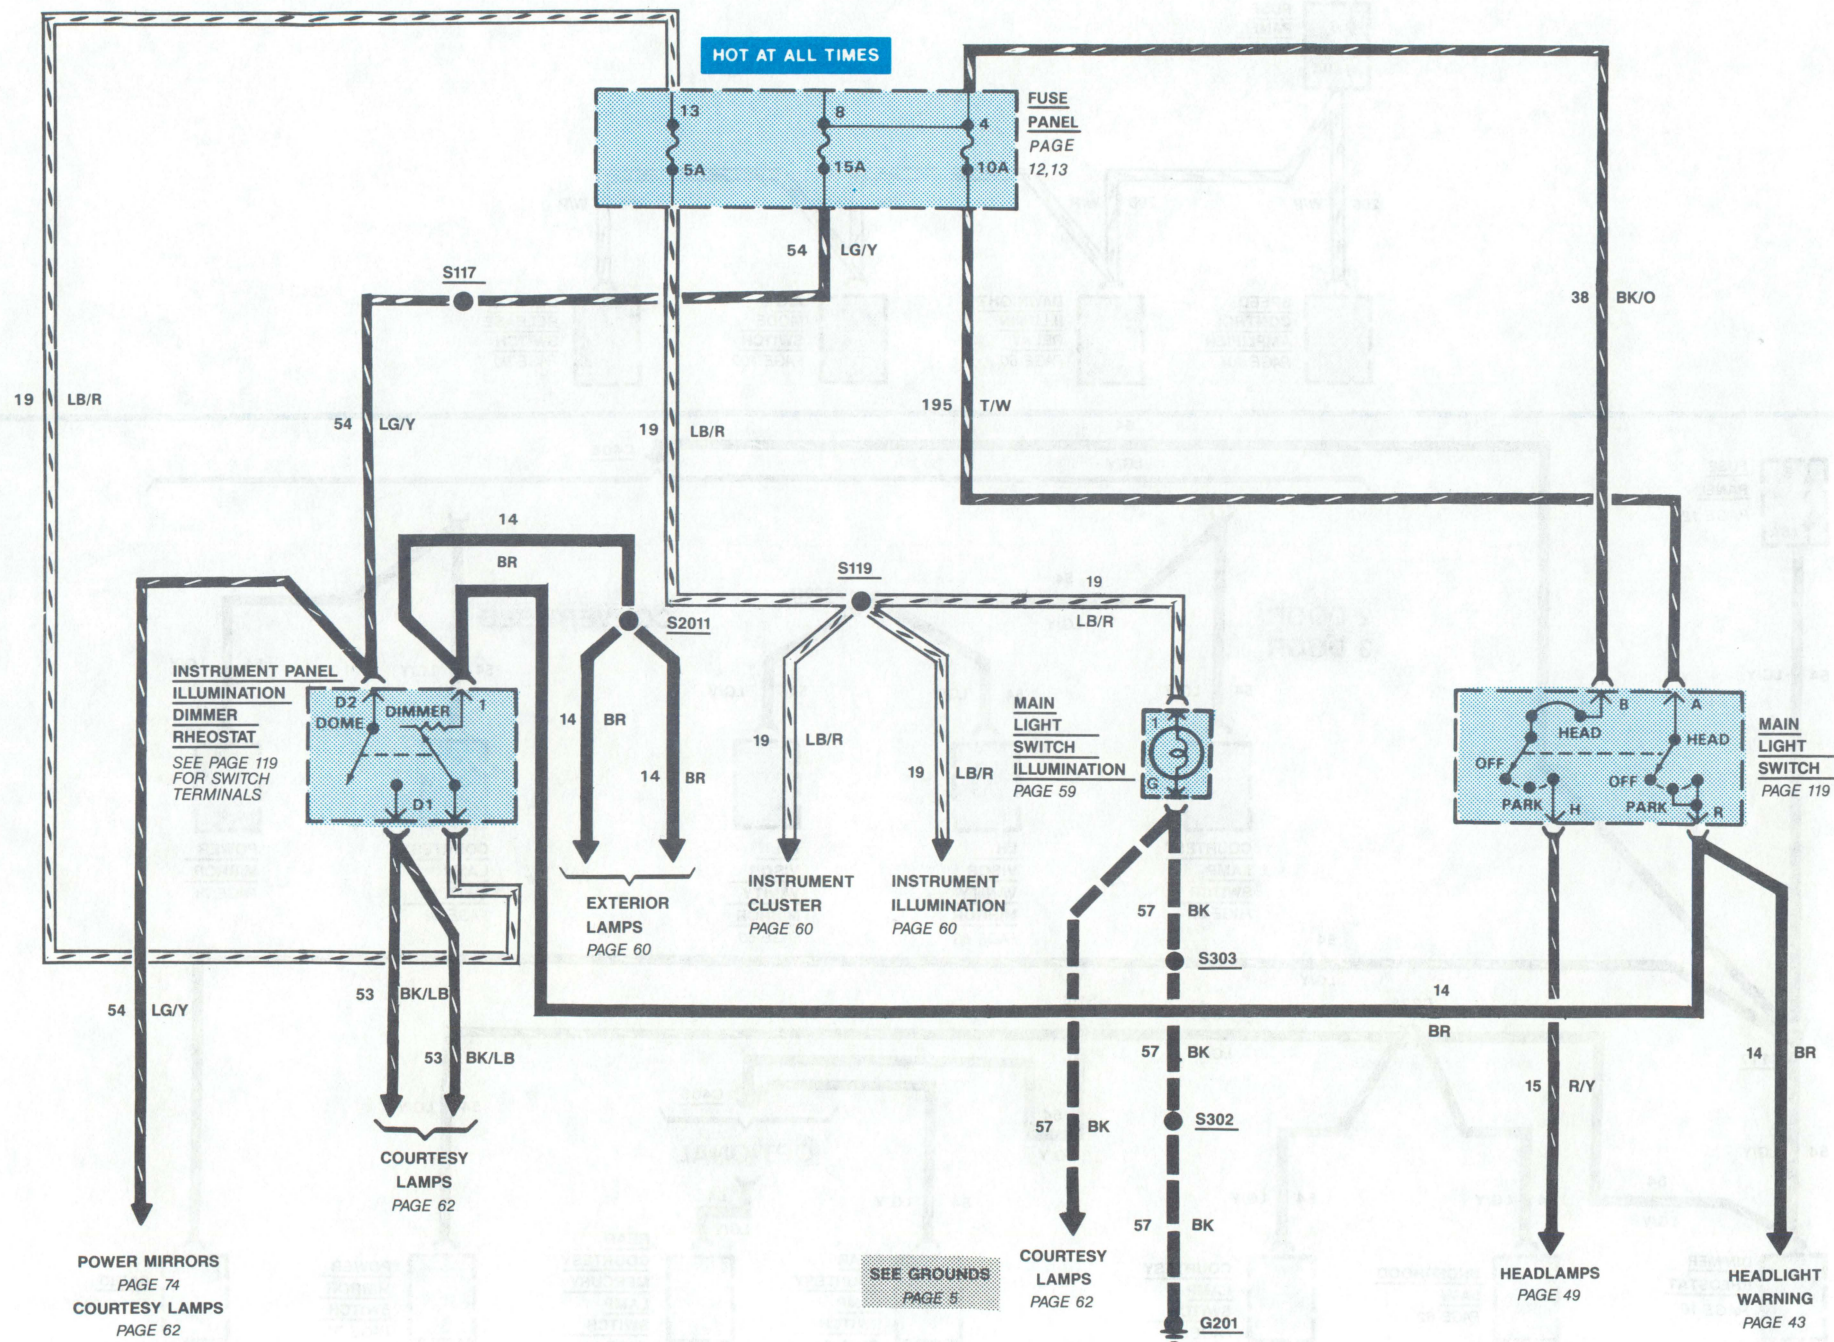 HOT AT ALL TIMES
13
8
4
5A
15A
10A
FUSE
PANEL
PAGE
12,13
54 LG/Y
S117
38 BK/O
19 LB/R
54 LG/Y
19 LB/R
195 T/W
14
BR
S119
19
LB/R
S2011
INSTRUMENT PANEL
ILLUMINATION
DIMMER
RHEOSTAT
SEE PAGE 119
FOR SWITCH
TERMINALS
D2
DOME
DIMMER
1
D1
14 BR
14 BR
19 LB/R
19 LB/R
MAIN
LIGHT
SWITCH
ILLUMINATION
PAGE 59
1
G
B
A
HEAD
HEAD
OFF
OFF
PARK
PARK
H
R
MAIN
LIGHT
SWITCH
PAGE 119
EXTERIOR
LAMPS
PAGE 60
INSTRUMENT
CLUSTER
PAGE 60
INSTRUMENT
ILLUMINATION
PAGE 60
57 BK
S303
54 LG/Y
53 BK/LB
53 BK/LB
14
BR
57 BK
14 BR
15 R/Y
57 BK
S302
COURTESY
LAMPS
PAGE 62
57 BK
POWER MIRRORS
PAGE 74
COURTESY LAMPS
PAGE 62
SEE GROUNDS
PAGE 5
COURTESY
LAMPS
PAGE 62
G201
HEADLAMPS
PAGE 49
HEADLIGHT
WARNING
PAGE 43